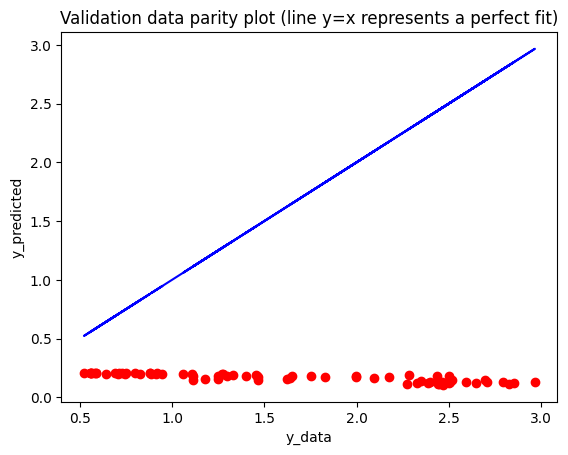 Validation data parity plot (line y=x represents a perfect fit)
3.0
2.5
2.0
1.5
1.0
0.5
0.0
y_predicted
0.5 1.0 1.5 2.0 2.5 3.0
y_data